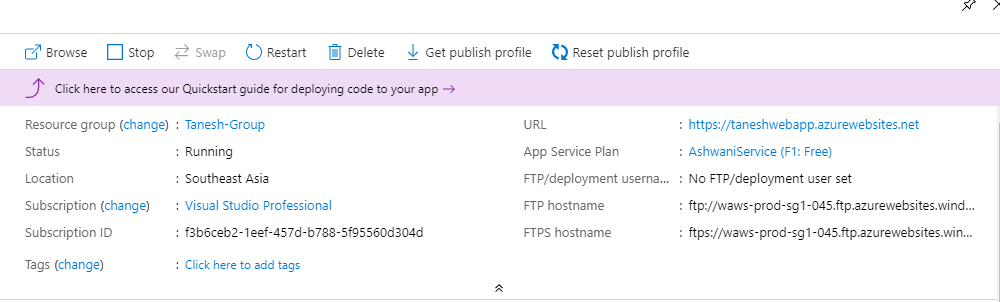 Browse Stop Swap Restart Delete Get publish profile Reset publish profile
Click here to access our Quickstart guide for deploying code to your app →
Resource group (change) : Tanesh-Group
Status : Running
Location : Southeast Asia
Subscription (change) : Visual Studio Professional
Subscription ID : f3b6ceb2-1eef-457d-b788-5f95560d304d
Tags (change) : Click here to add tags
URL : https://taneshwebapp.azurewebsites.net
App Service Plan : AshwaniService (F1: Free)
FTP/deployment userna... : No FTP/deployment user set
FTP hostname : ftp://waws-prod-sg1-045.ftp.azurewebsites.wind...
FTPS hostname : ftps://waws-prod-sg1-045.ftp.azurewebsites.win...